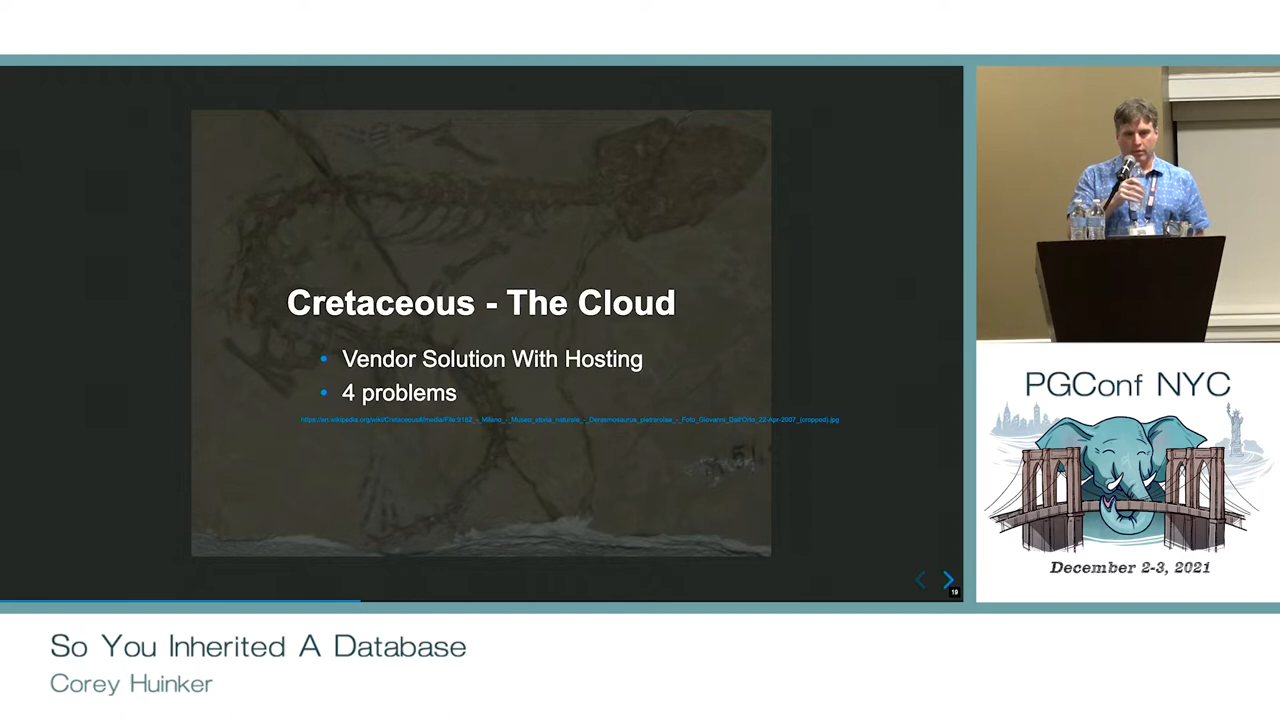 Cretaceous - The Cloud
Vendor Solution With Hosting
4 problems
19
PGConf NYC
December 2-3, 2021
So You Inherited A Database
Corey Huinker